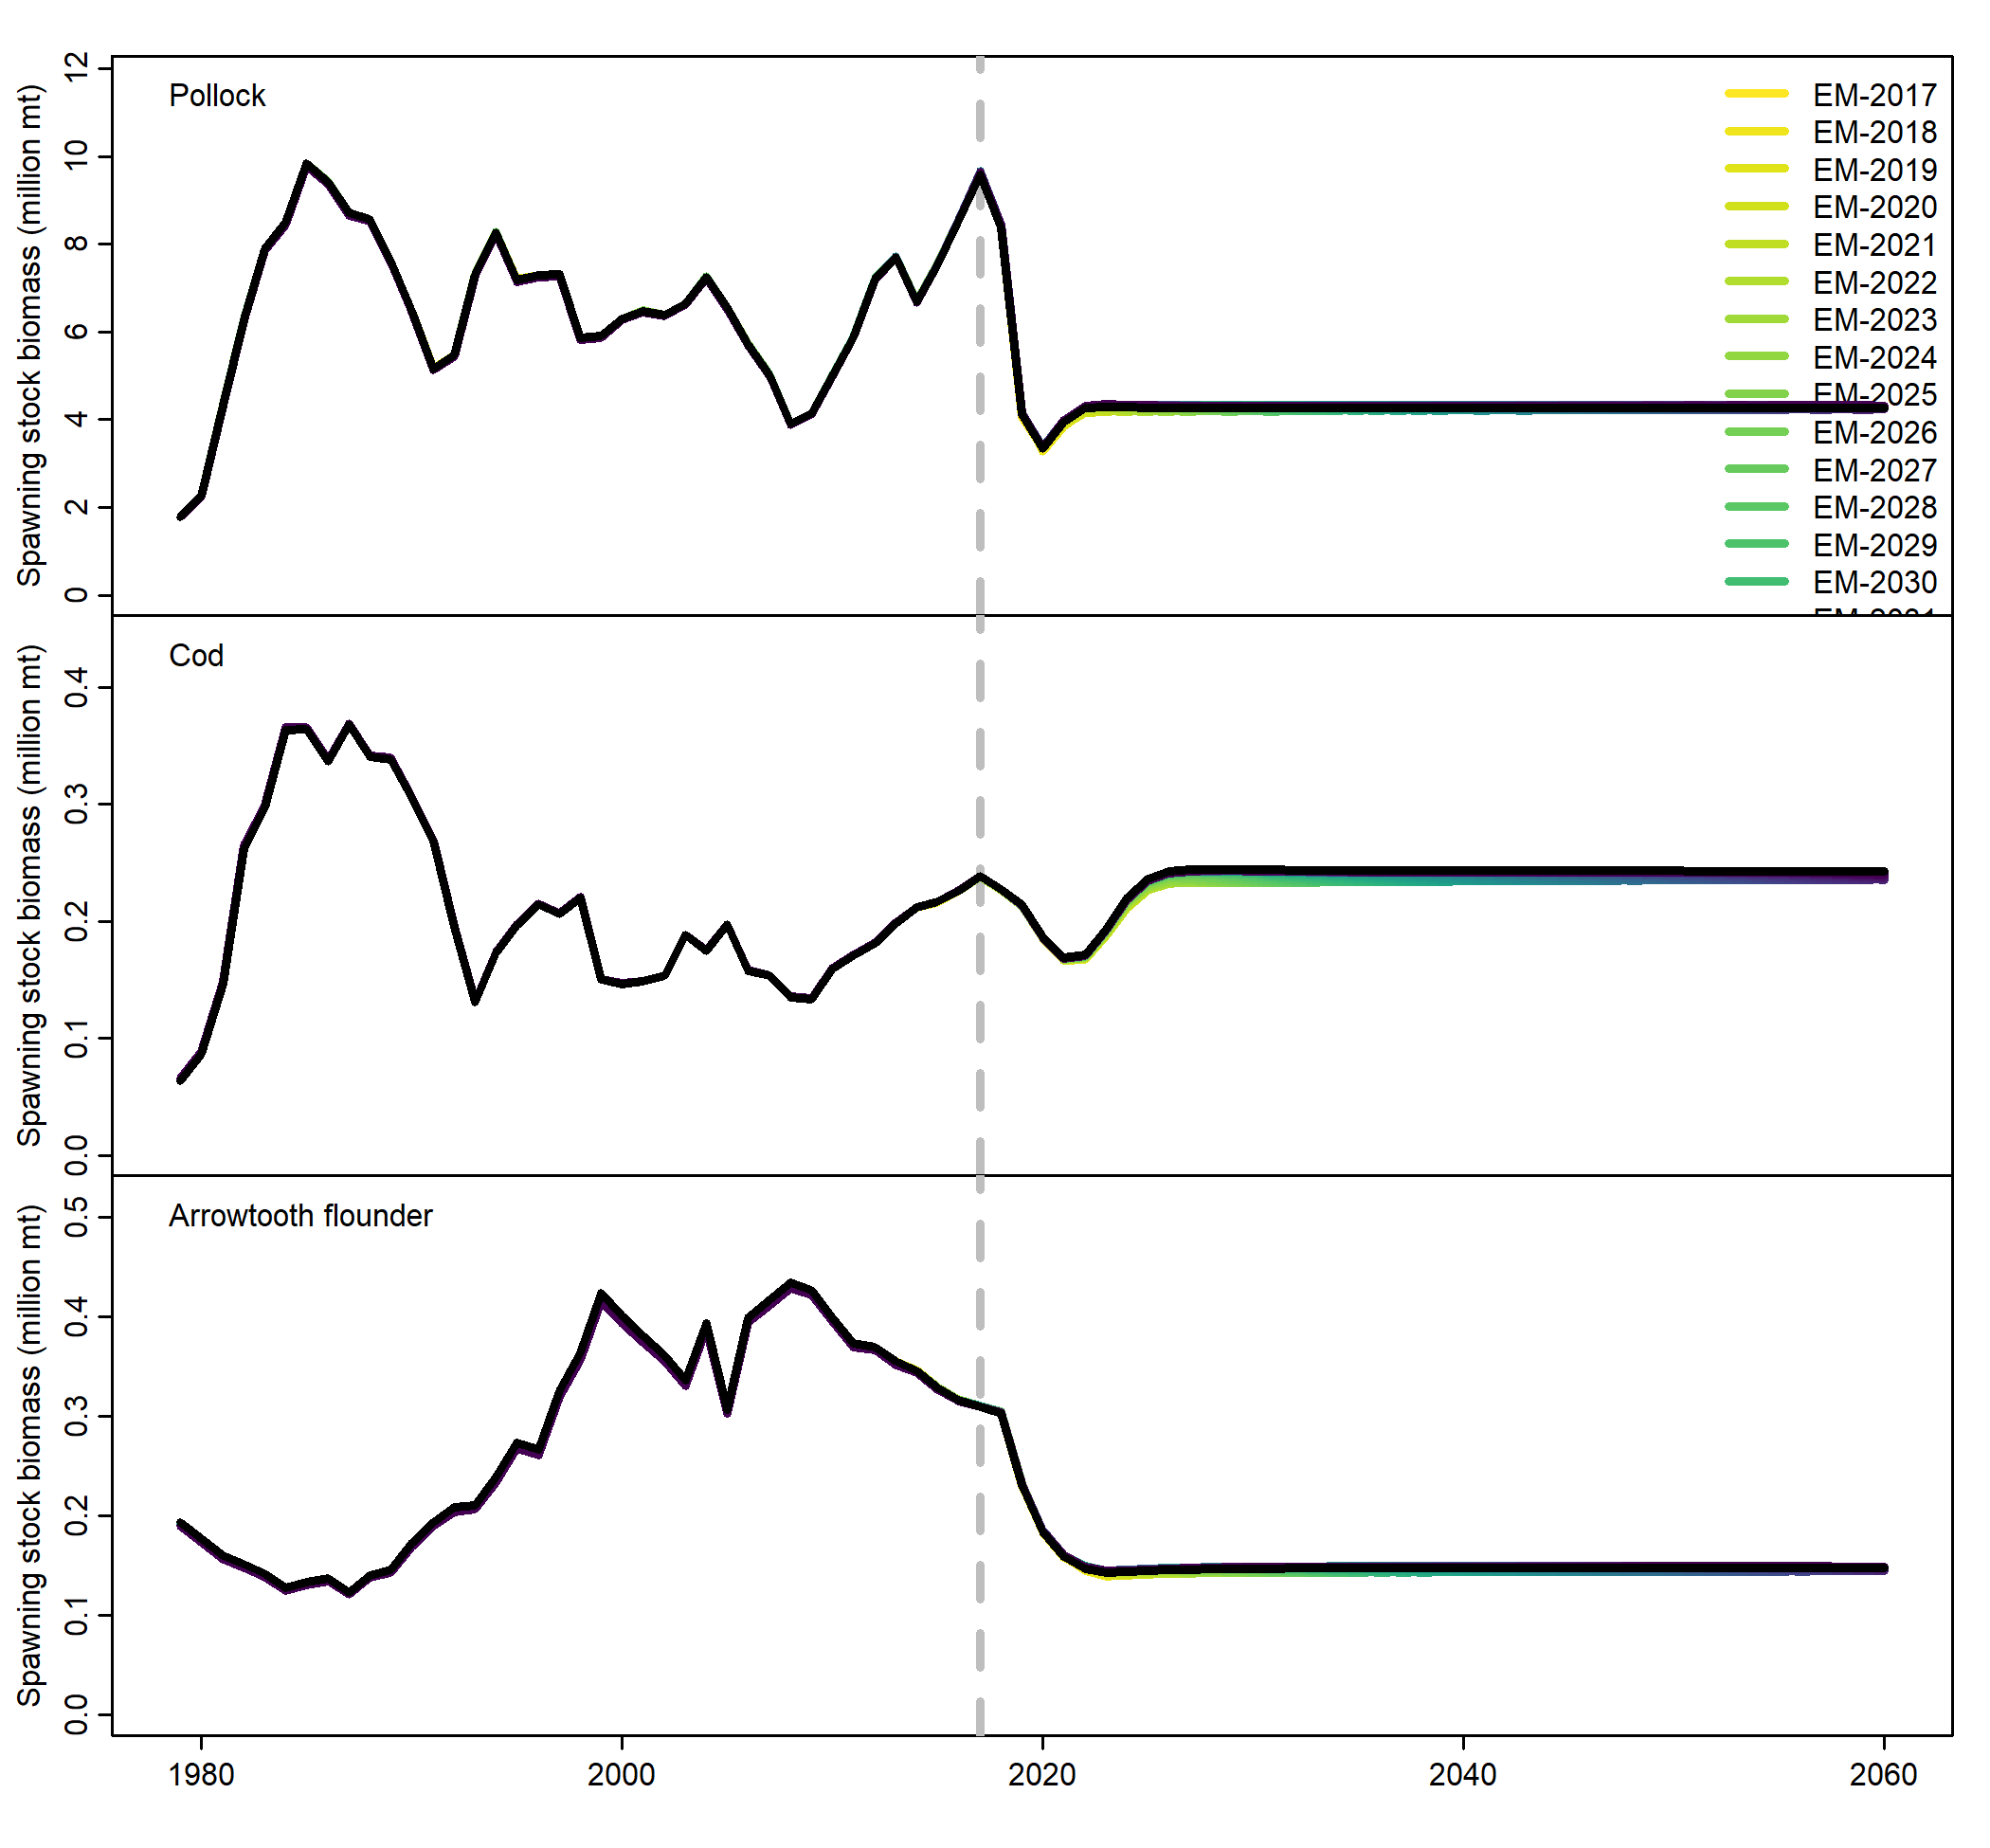 Spawning stock biomass (million mt)
12
10
8
6
4
2
0
Pollock
EM-2017
EM-2018
EM-2019
EM-2020
EM-2021
EM-2022
EM-2023
EM-2024
EM-2025
EM-2026
EM-2027
EM-2028
EM-2029
EM-2030
Spawning stock biomass (million mt)
0.4
0.3
0.2
0.1
0.0
Cod
Spawning stock biomass (million mt)
0.5
0.4
0.3
0.2
0.1
0.0
Arrowtooth flounder
1980 2000 2020 2040 2060